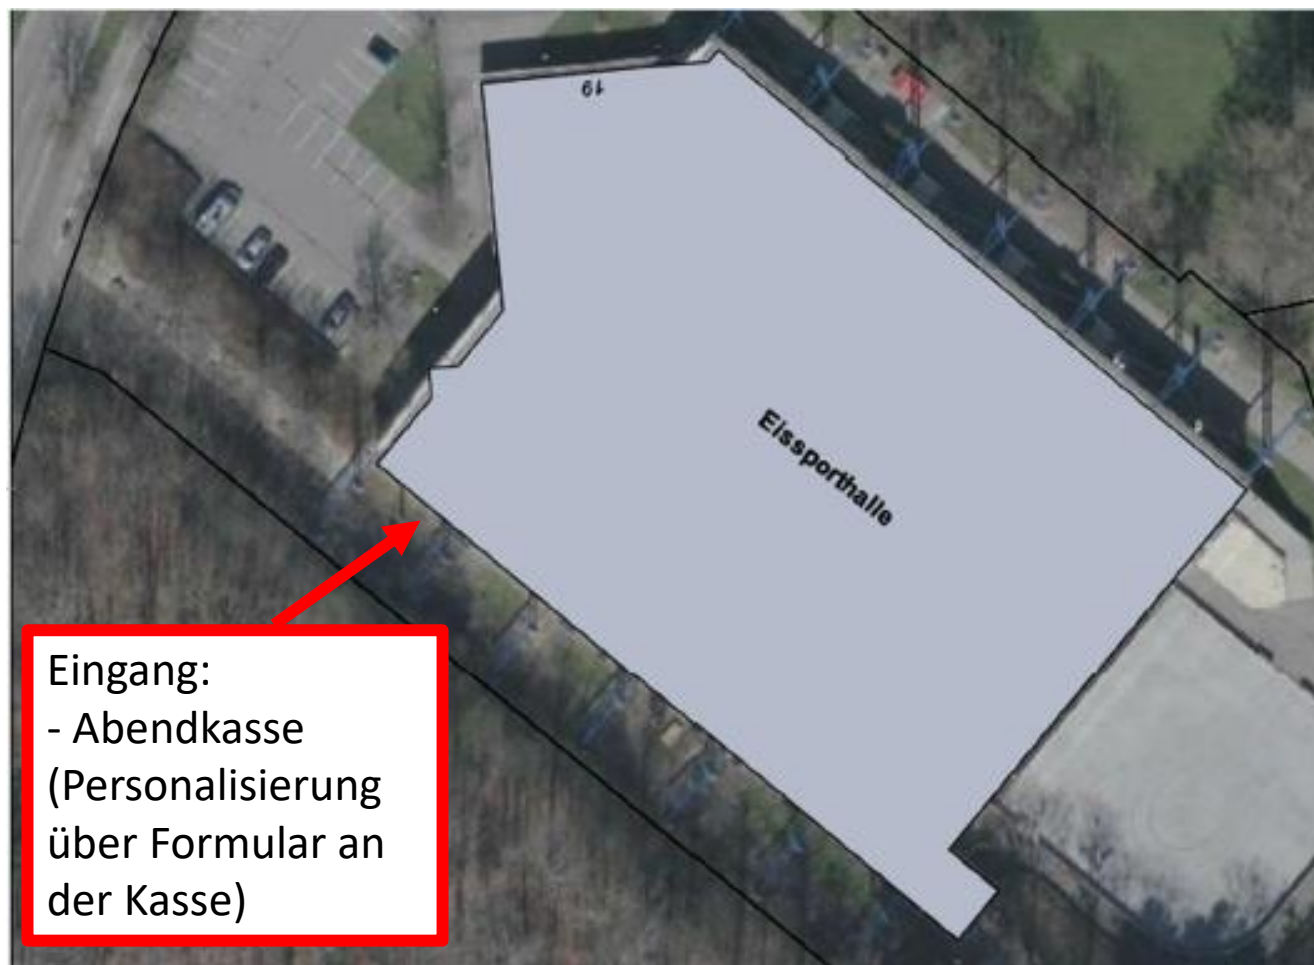 19
Eissporthalle
Eingang:
- Abendkasse
(Personalisierung
über Formular an
der Kasse)